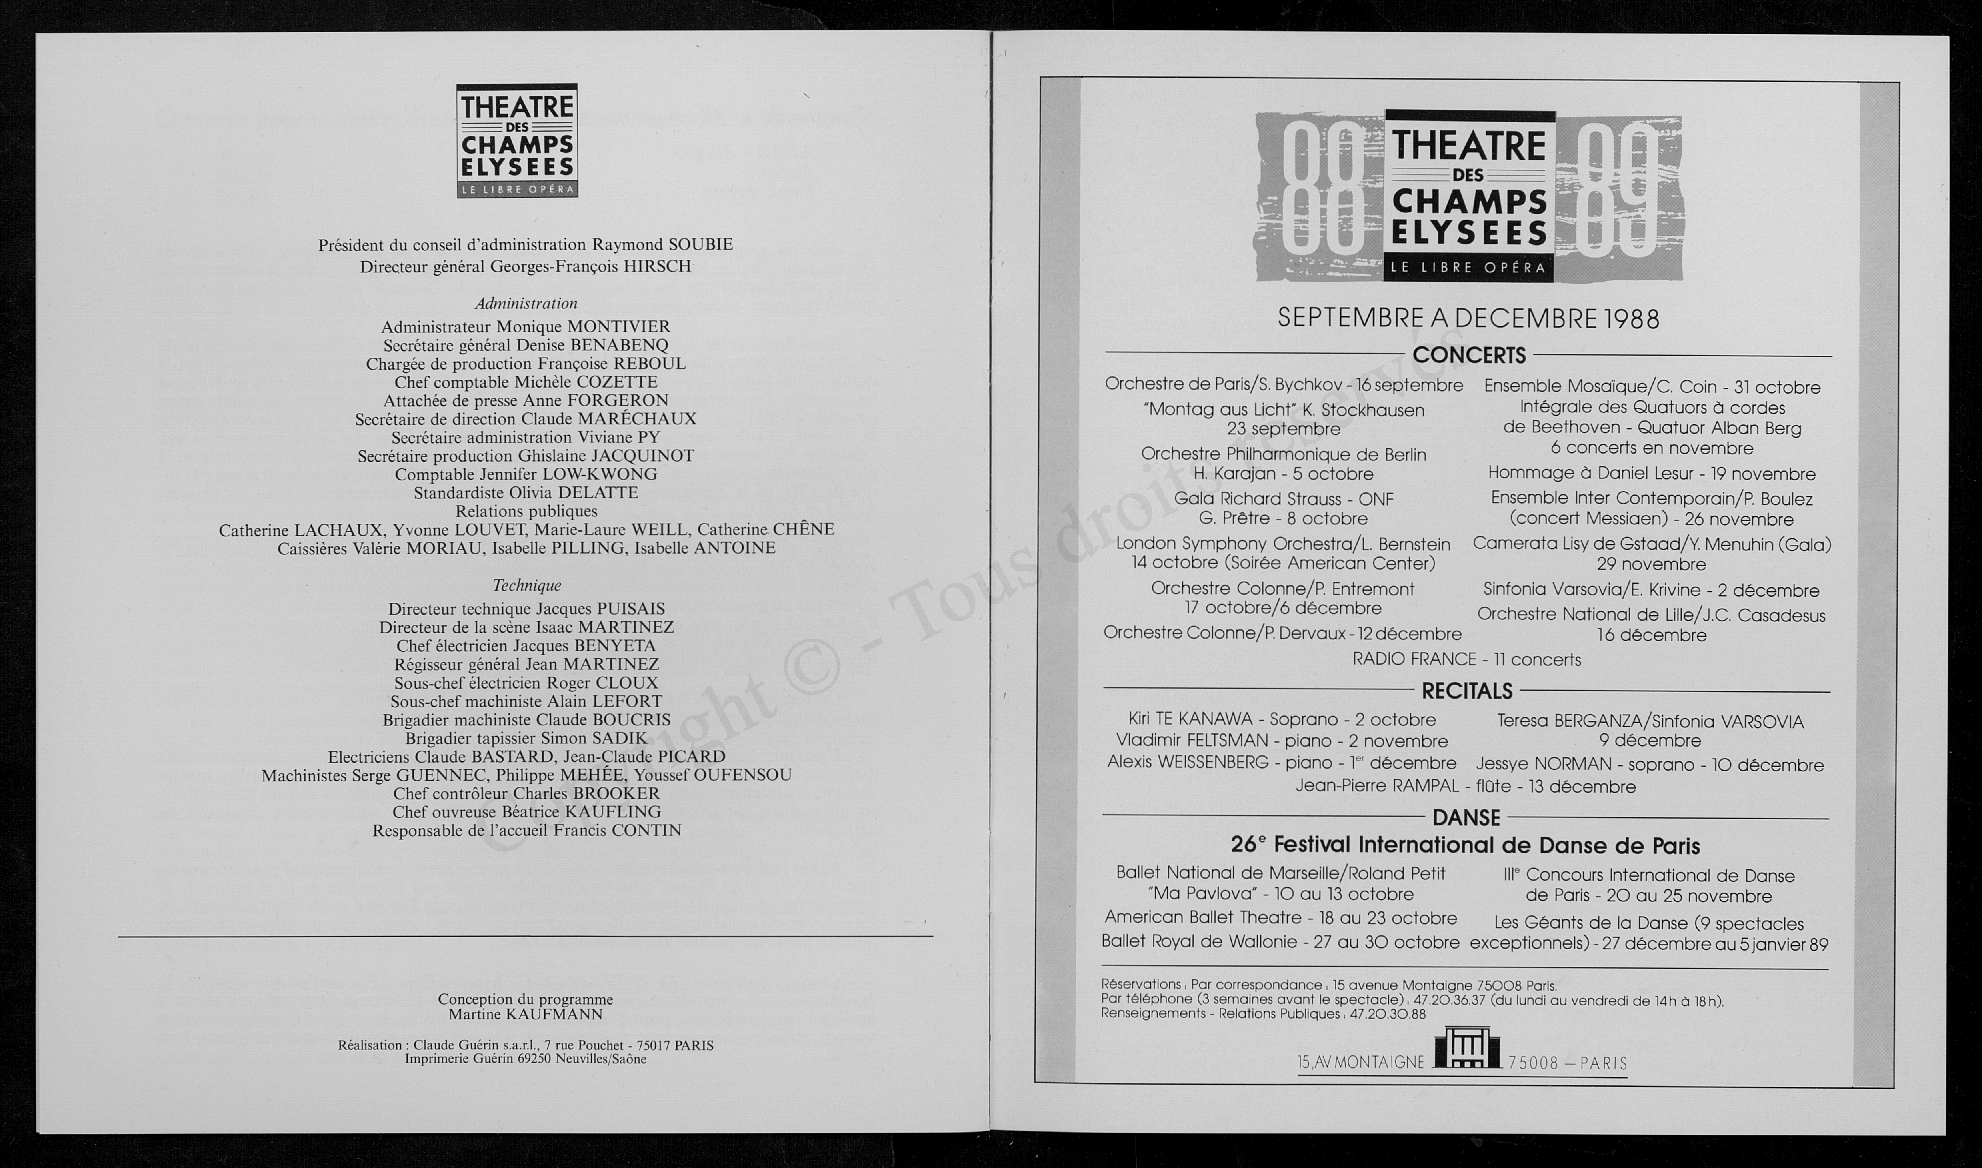 THEATRE
DES
CHAMPS
ELYSEES
LE LIBRE OPÉRA
Président du conseil d'administration Raymond SOUBIE
Directeur général Georges-François HIRSCH
Administration
Administrateur Monique MONTIVIER
Secrétaire général Denise BENABENQ
Chargée de production Françoise REBOUL
Chef comptable Michèle COZETTE
Attachée de presse Anne FORGERON
Secrétaire de direction Claude MARÉCHAUX
Secrétaire administration Viviane PY
Secrétaire production Ghislaine JACQUINOT
Comptable Jennifer LOW-KWONG
Standardiste Olivia DELATTE
Relations publiques
Catherine LACHAUX, Yvonne LOUVET, Marie-Laure WEILL, Catherine CHÊNE
Caissières Valérie MORIAU, Isabelle PILLING, Isabelle ANTOINE
Technique
Directeur technique Jacques PUISAIS
Directeur de la scène Isaac MARTINEZ
Chef électricien Jacques BENYETA
Régisseur général Jean MARTINEZ
Sous-chef électricien Roger CLOUX
Sous-chef machiniste Alain LEFORT
Brigadier machiniste Claude BOUCRIS
Brigadier tapissier Simon SADIK
Electriciens Claude BASTARD, Jean-Claude PICARD
Machinistes Serge GUENNEC, Philippe MEHÉE, Youssef OUFENSOU
Chef contrôleur Charles BROOKER
Chef ouvreuse Béatrice KAUFLING
Responsable de l'accueil Francis CONTIN
Conception du programme
Martine KAUFMANN
Réalisation : Claude Guérin s.a.r.l., 7 rue Pouchet - 75017 PARIS
Imprimerie Guérin 69250 Neuvilles/Saône
Copyright © - Tous droits réservés
88 THEATRE 89
DES
CHAMPS
ELYSEES
LE LIBRE OPÉRA
SEPTEMBRE A DECEMBRE 1988
CONCERTS
Orchestre de Paris/S. Bychkov - 16 septembre
"Montag aus Licht" K. Stockhausen
23 septembre
Orchestre Philharmonique de Berlin
H. Karajan - 5 octobre
Gala Richard Strauss - ONF
G. Prêtre - 8 octobre
London Symphony Orchestra/L. Bernstein
14 octobre (Soirée American Center)
Orchestre Colonne/P. Entremont
17 octobre/6 décembre
Orchestre Colonne/P. Dervaux - 12 décembre
Ensemble Mosaïque/C. Coin - 31 octobre
Intégrale des Quatuors à cordes
de Beethoven - Quatuor Alban Berg
6 concerts en novembre
Hommage à Daniel Lesur - 19 novembre
Ensemble Inter Contemporain/P. Boulez
(concert Messiaen) - 26 novembre
Camerata Lisy de Gstaad/Y. Menuhin (Gala)
29 novembre
Sinfonia Varsovia/E. Krivine - 2 décembre
Orchestre National de Lille/J.C. Casadesus
16 décembre
RADIO FRANCE - 11 concerts
RECITALS
Kiri TE KANAWA - Soprano - 2 octobre
Vladimir FELTSMAN - piano - 2 novembre
Alexis WEISSENBERG - piano - 1er décembre
Teresa BERGANZA/Sinfonia VARSOVIA
9 décembre
Jessye NORMAN - soprano - 10 décembre
Jean-Pierre RAMPAL - flûte - 13 décembre
DANSE
26e Festival International de Danse de Paris
Ballet National de Marseille/Roland Petit
"Ma Pavlova" - 10 au 13 octobre
American Ballet Theatre - 18 au 23 octobre
Ballet Royal de Wallonie - 27 au 30 octobre
IIIe Concours International de Danse
de Paris - 20 au 25 novembre
Les Géants de la Danse (9 spectacles
exceptionnels) - 27 décembre au 5 janvier 89
Réservations : Par correspondance : 15 avenue Montaigne 75008 Paris.
Par téléphone (3 semaines avant le spectacle) : 47.20.36.37 (du lundi au vendredi de 14h à 18h).
Renseignements - Relations Publiques : 47.20.30.88
15, AV MONTAIGNE 75008 – PARIS